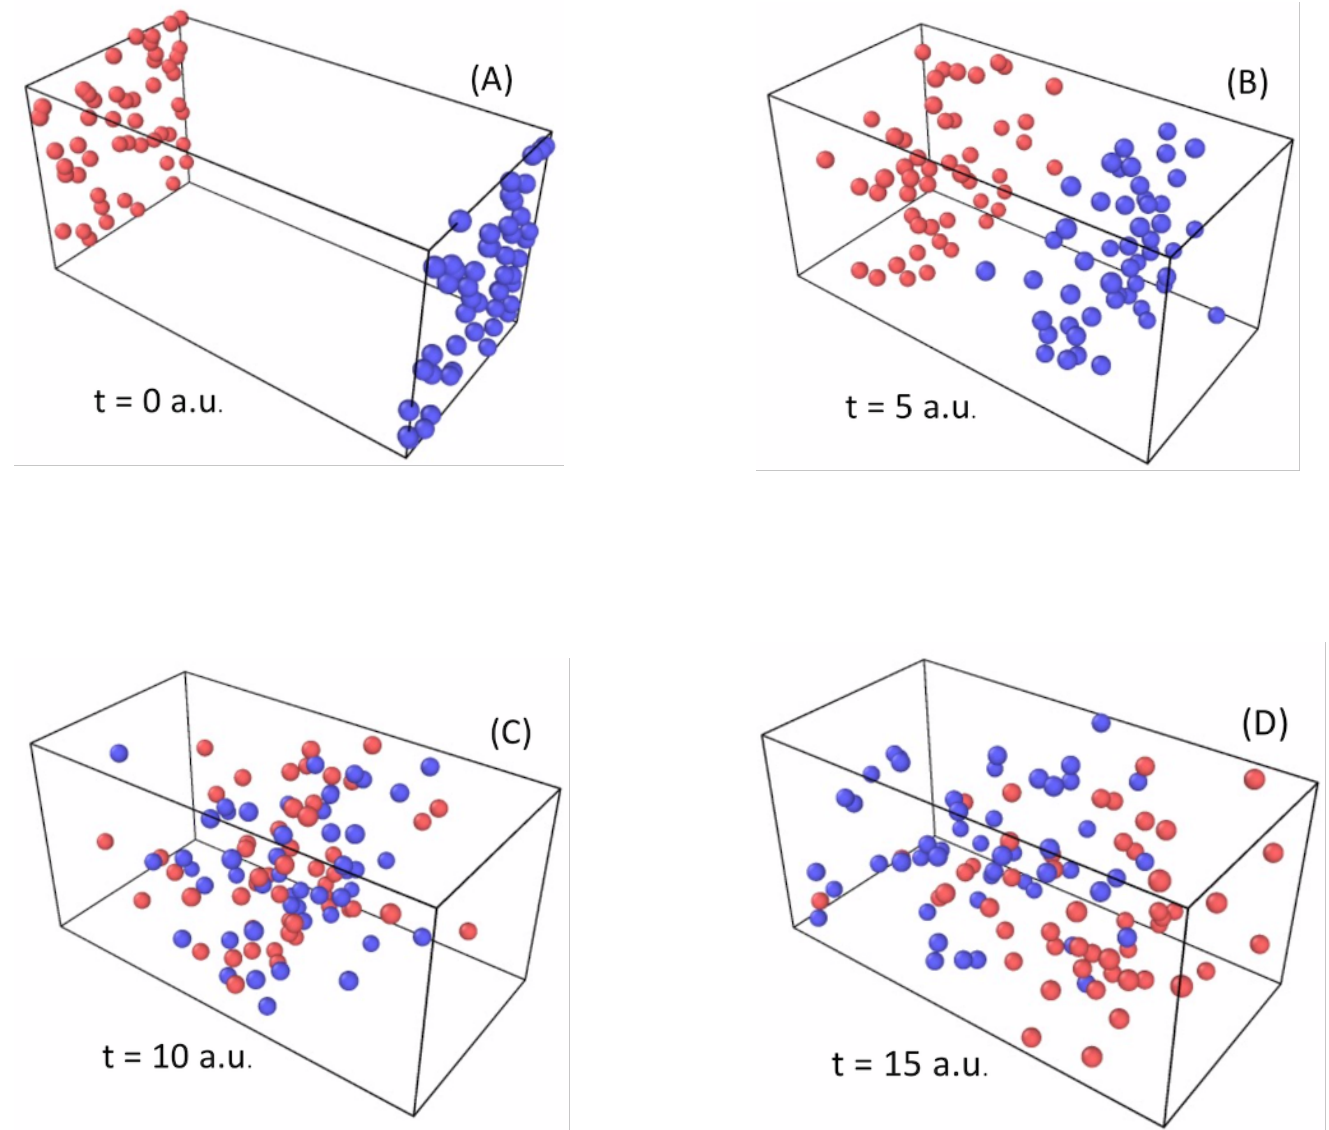 (A)
t = 0 a.u.
(B)
t = 5 a.u.
(C)
t = 10 a.u.
(D)
t = 15 a.u.